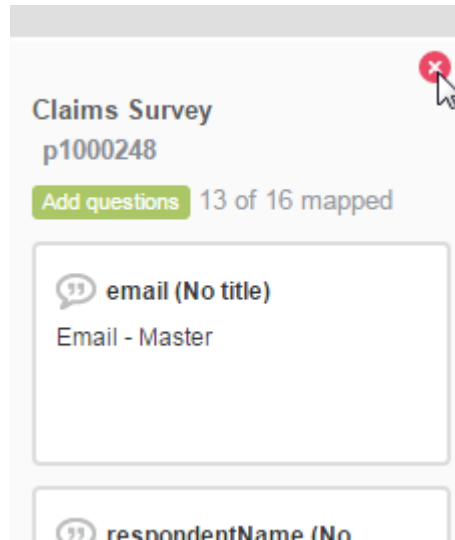 Claims Survey
p1000248
Add questions 13 of 16 mapped
email (No title)
Email - Master
respondentName (No